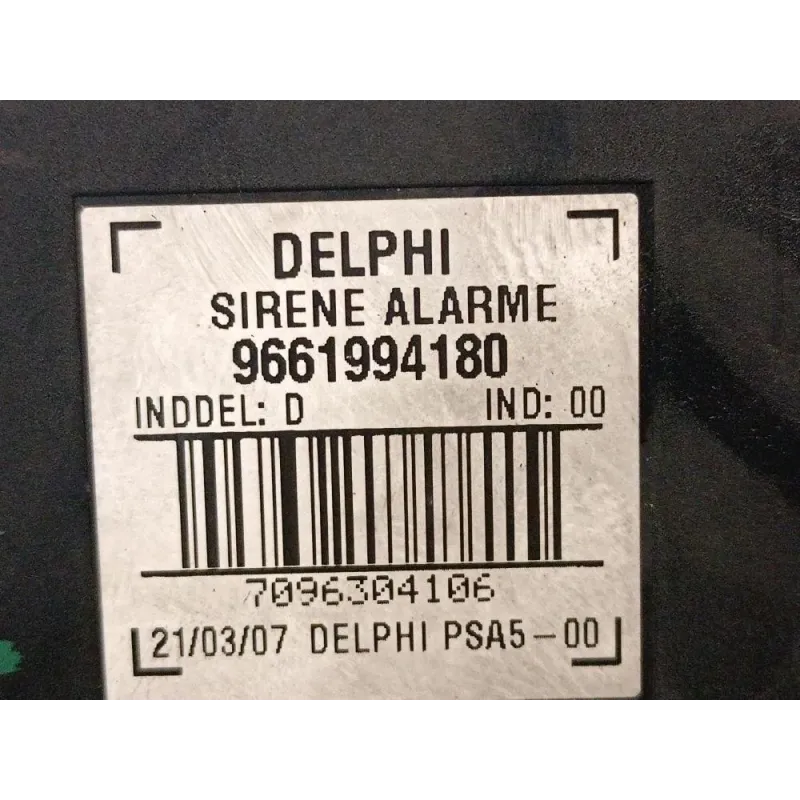 DELPHI
SIRENE ALARME
9661994180
INDDEL: D IND: 00
7096304106
21/03/07 DELPHI PSA5-00